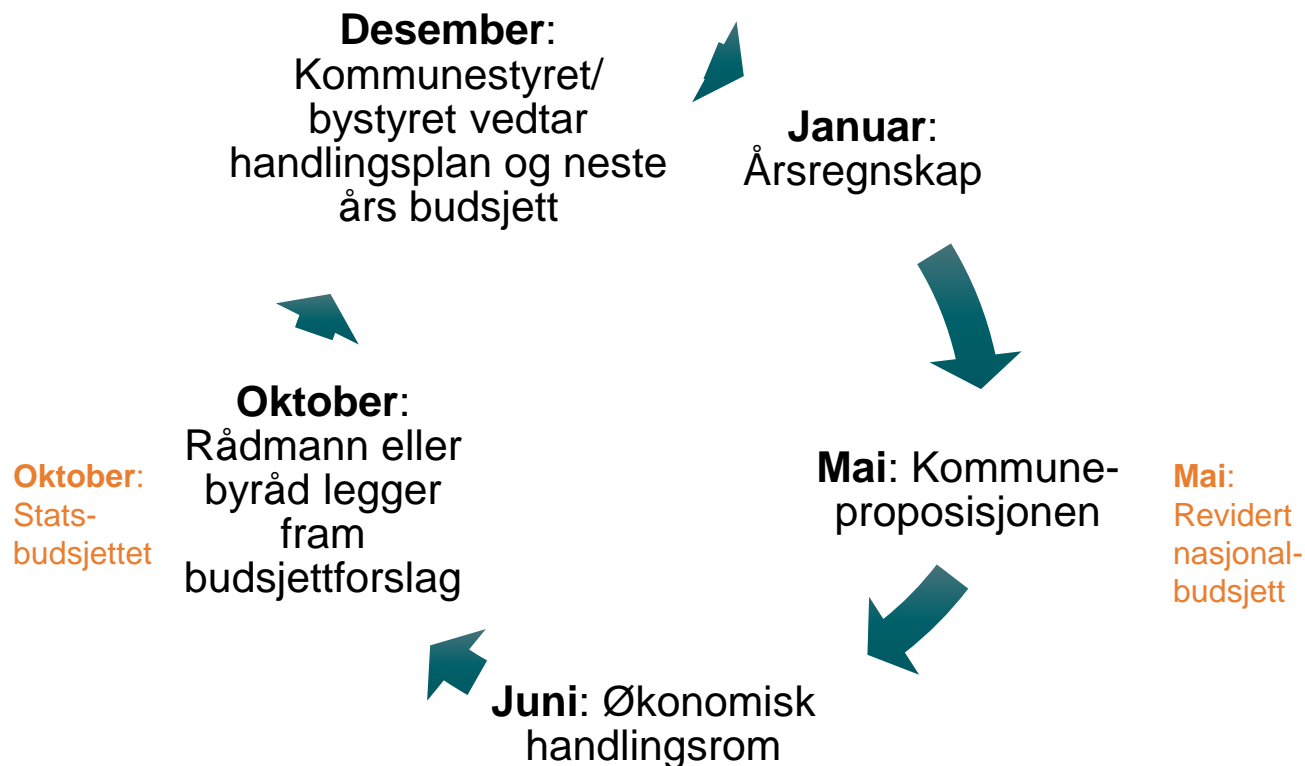 Desember:
Kommunestyret/
bystyret vedtar
handlingsplan og neste
års budsjett
Januar:
Årsregnskap
Mai: Kommune-
proposisjonen
Mai:
Revidert
nasjonal-
budsjett
Juni: Økonomisk
handlingsrom
Oktober:
Rådmann eller
byråd legger
fram
budsjettforslag
Oktober:
Stats-
budsjettet